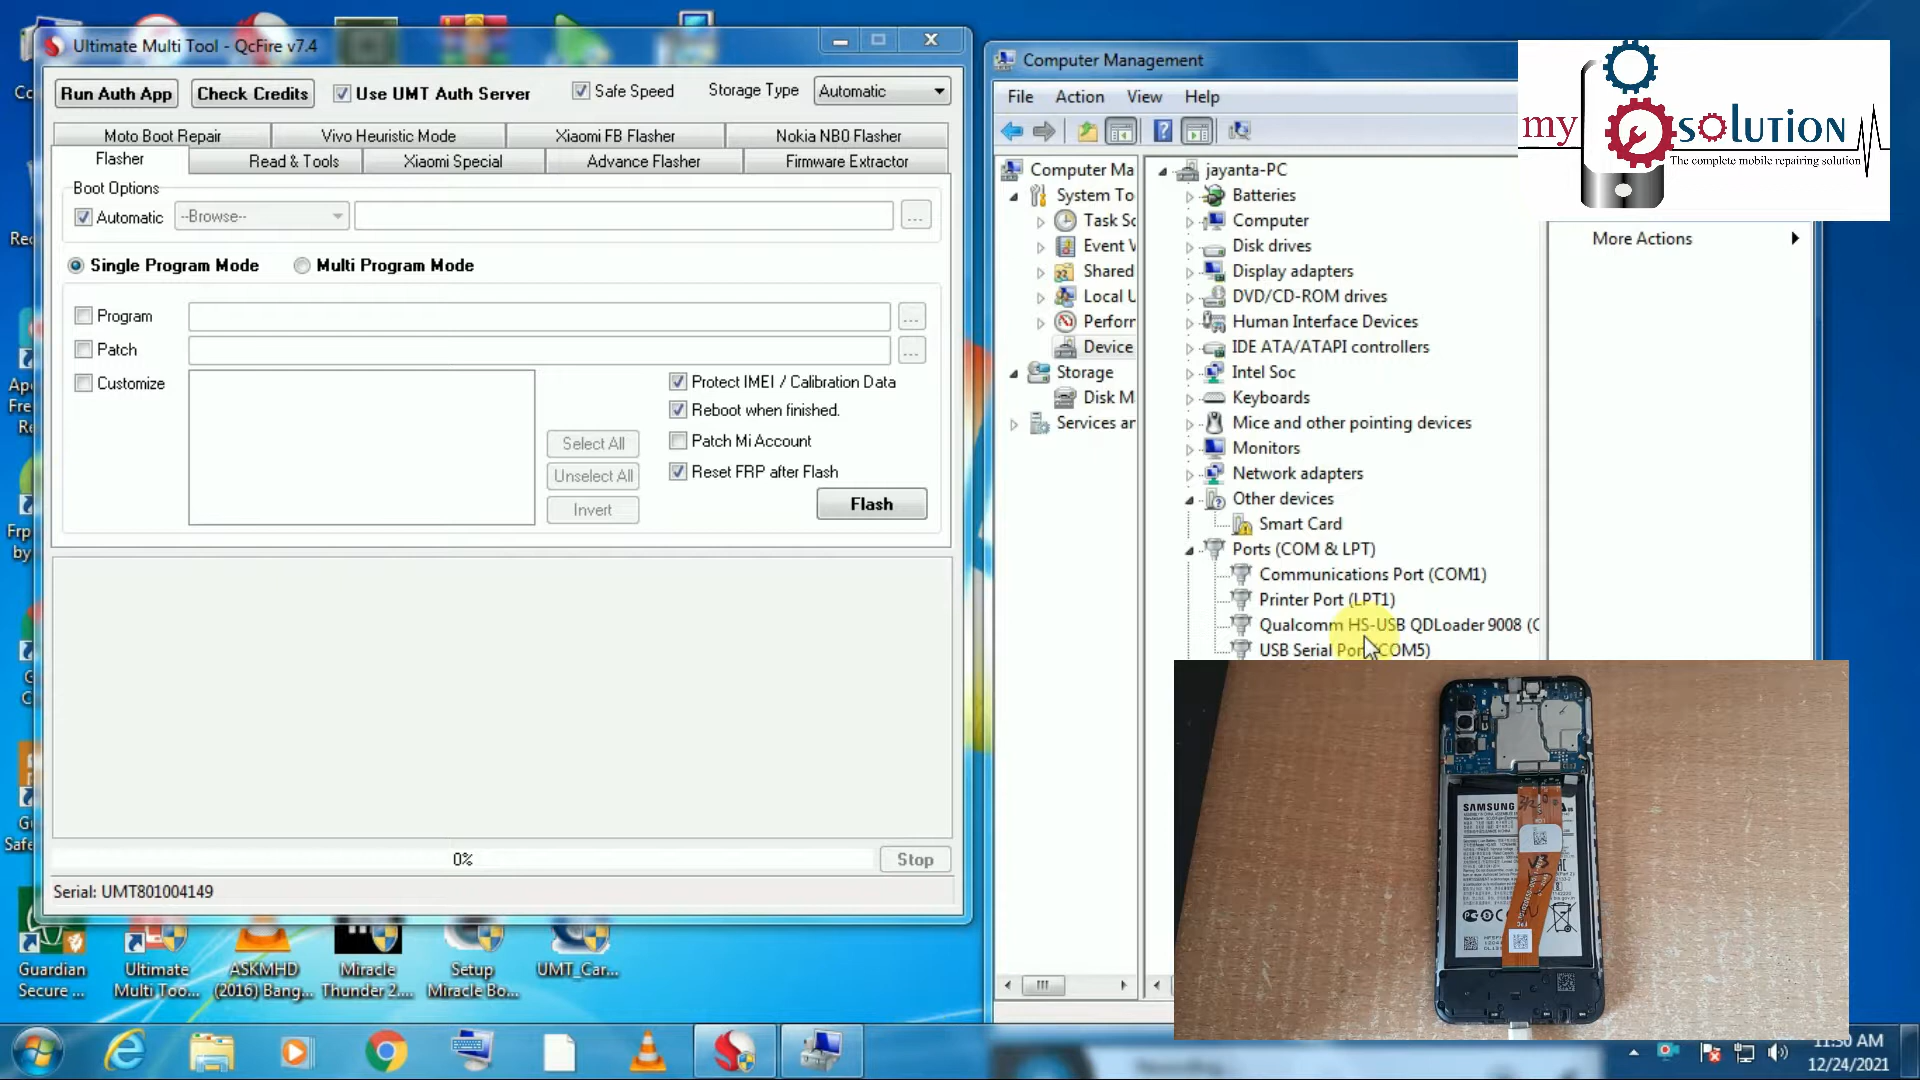 Ultimate Multi Tool - QcFire v7.4
Run Auth App
Check Credits
Use UMT Auth Server
Safe Speed
Storage Type
Automatic
Moto Boot Repair
Vivo Heuristic Mode
Xiaomi FB Flasher
Nokia NB0 Flasher
Flasher
Read & Tools
Xiaomi Special
Advance Flasher
Firmware Extractor
Boot Options
Automatic
--Browse--
...
Single Program Mode
Multi Program Mode
Program
...
Patch
...
Customize
Protect IMEI / Calibration Data
Reboot when finished.
Select All
Patch Mi Account
Unselect All
Reset FRP after Flash
Invert
Flash
0%
Stop
Serial: UMT801004149
Computer Management
File
Action
View
Help
Computer Ma
System To
Task Sc
Event V
Shared
Local U
Perforr
Device
Storage
Disk M
Services ar
jayanta-PC
Batteries
Computer
Disk drives
Display adapters
DVD/CD-ROM drives
Human Interface Devices
IDE ATA/ATAPI controllers
Intel Soc
Keyboards
Mice and other pointing devices
Monitors
Network adapters
Other devices
Smart Card
Ports (COM & LPT)
Communications Port (COM1)
Printer Port (LPT1)
Qualcomm HS-USB QDLoader 9008 (C
USB Serial Port (COM5)
More Actions
my solution
The complete mobile repairing solution
SAMSUNG
Guardian
Secure ...
Ultimate
Multi Too...
ASKMHD
(2016) Bang...
Miracle
Thunder 2....
Setup
Miracle Bo...
UMT_Car...
11:30 AM
12/24/2021